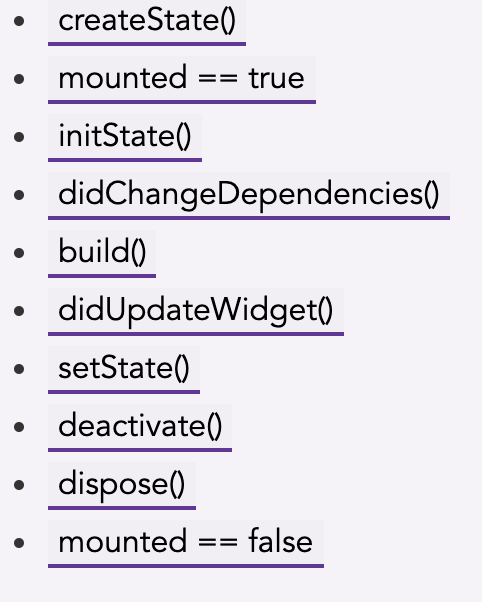 createState()
mounted == true
initState()
didChangeDependencies()
build()
didUpdateWidget()
setState()
deactivate()
dispose()
mounted == false